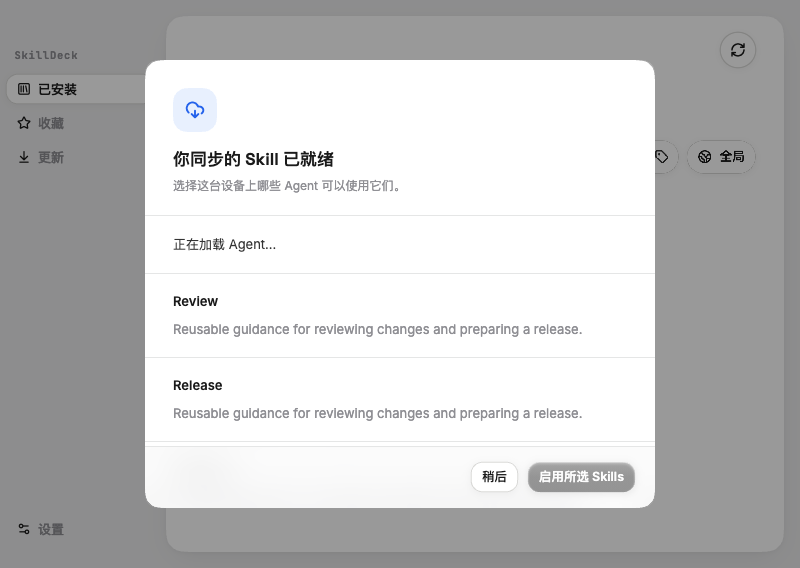 SkillDeck
已安装
收藏
更新
全局
你同步的 Skill 已就绪
选择这台设备上哪些 Agent 可以使用它们。
正在加载 Agent...
Review
Reusable guidance for reviewing changes and preparing a release.
Release
Reusable guidance for reviewing changes and preparing a release.
稍后
启用所选 Skills
设置